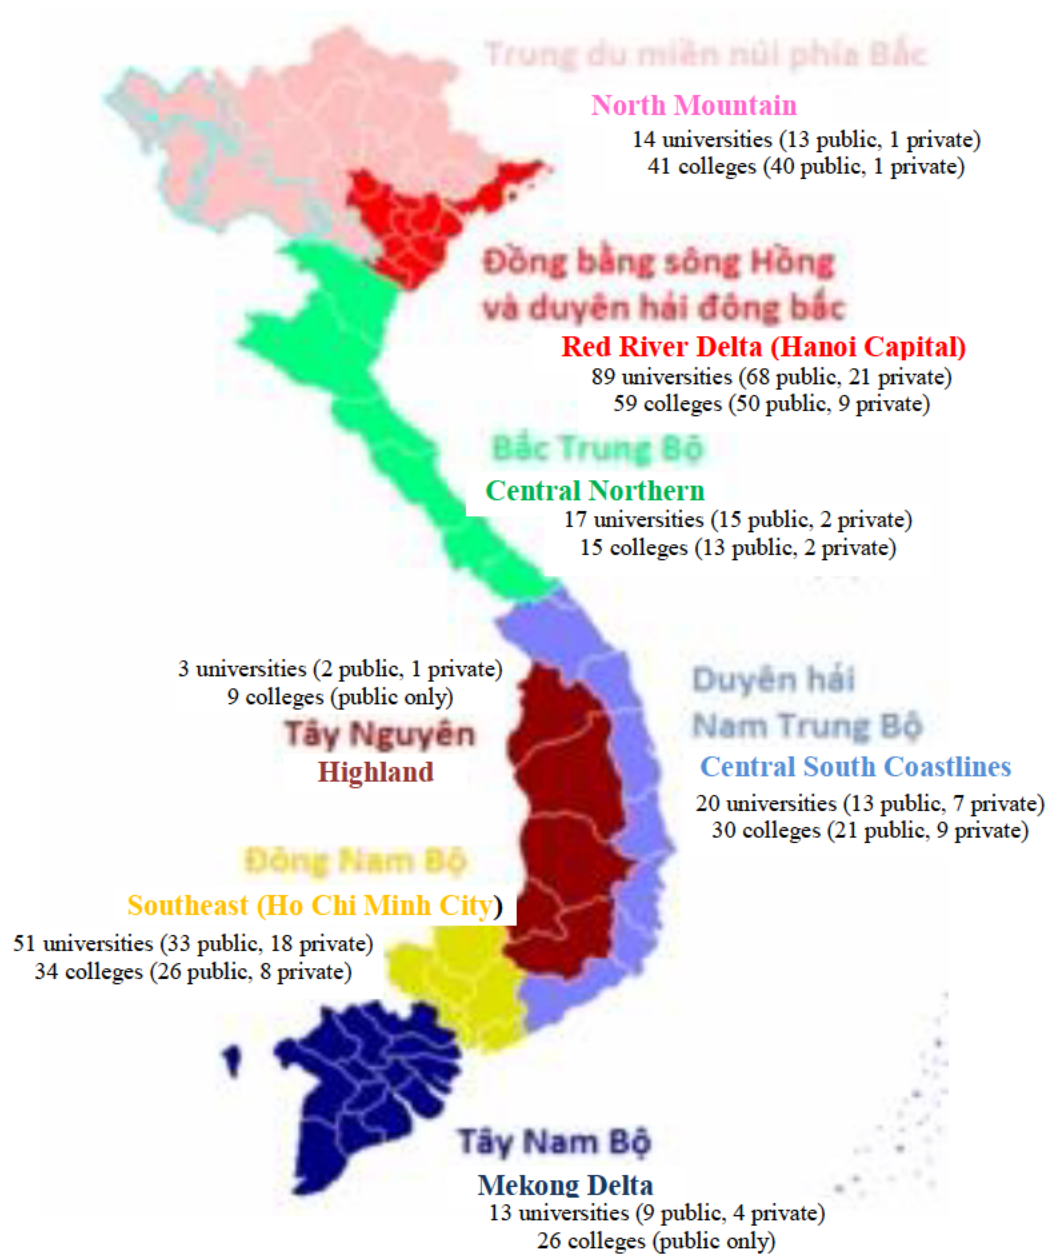 Trung du miền núi phía Bắc
North Mountain
14 universities (13 public, 1 private)
41 colleges (40 public, 1 private)
Đồng bằng sông Hồng
và duyên hải đông bắc
Red River Delta (Hanoi Capital)
89 universities (68 public, 21 private)
59 colleges (50 public, 9 private)
Bắc Trung Bộ
Central Northern
17 universities (15 public, 2 private)
15 colleges (13 public, 2 private)
3 universities (2 public, 1 private)
9 colleges (public only)
Tây Nguyên
Highland
Duyên hải
Nam Trung Bộ
Central South Coastlines
20 universities (13 public, 7 private)
30 colleges (21 public, 9 private)
Đông Nam Bộ
Southeast (Ho Chi Minh City)
51 universities (33 public, 18 private)
34 colleges (26 public, 8 private)
Tây Nam Bộ
Mekong Delta
13 universities (9 public, 4 private)
26 colleges (public only)